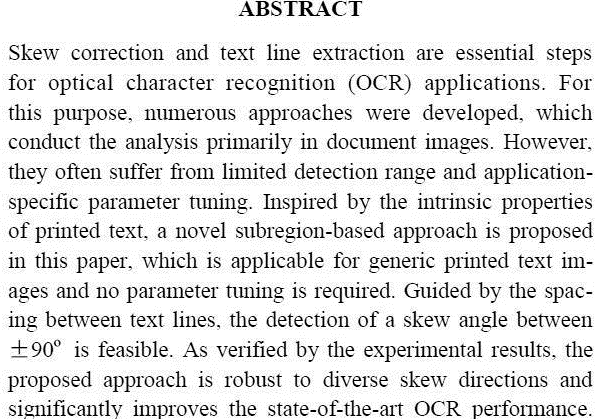 ABSTRACT
Skew correction and text line extraction are essential steps
for optical character recognition (OCR) applications. For
this purpose, numerous approaches were developed, which
conduct the analysis primarily in document images. However,
they often suffer from limited detection range and application-
specific parameter tuning. Inspired by the intrinsic properties
of printed text, a novel subregion-based approach is proposed
in this paper, which is applicable for generic printed text im-
ages and no parameter tuning is required. Guided by the spac-
ing between text lines, the detection of a skew angle between
±90° is feasible. As verified by the experimental results, the
proposed approach is robust to diverse skew directions and
significantly improves the state-of-the-art OCR performance.